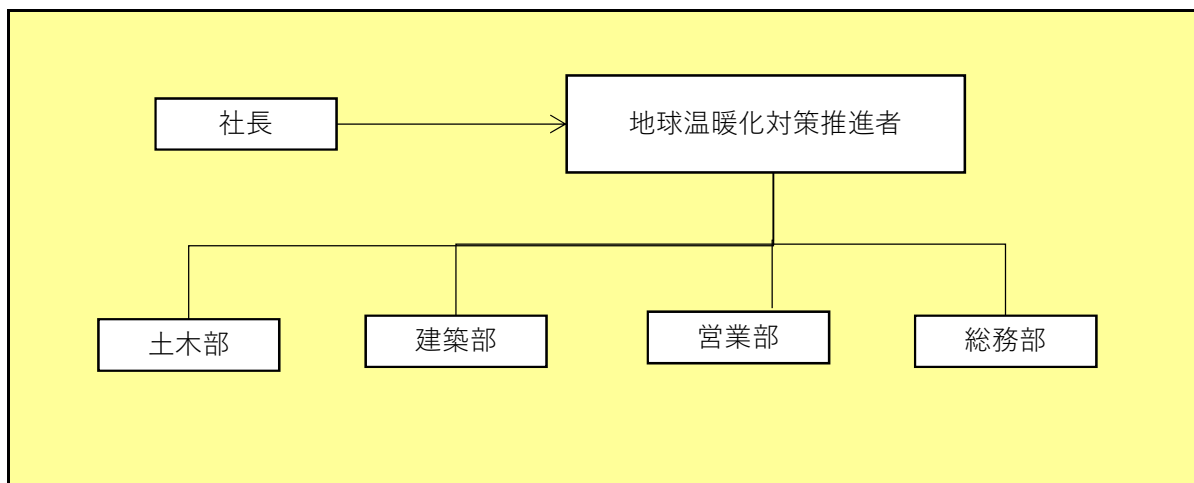 社長
地球温暖化対策推進者
土木部
建築部
営業部
総務部